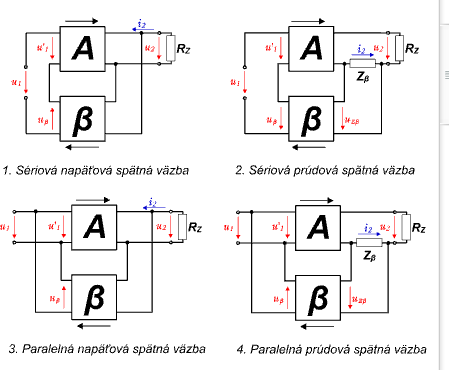 i2
A
u'1
u2
RZ
u1
uβ
β
1. Sériová napäťová spätná väzba
i2
A
u'1
u2
RZ
Zβ
u1
uβ
β
uzβ
2. Sériová prúdová spätná väzba
i2
A
u1
u'1
u2
RZ
uβ
β
3. Paralelná napäťová spätná väzba
A
i2
u1
u'1
u2
RZ
Zβ
uβ
β
uzβ
4. Paralelná prúdová spätná väzba